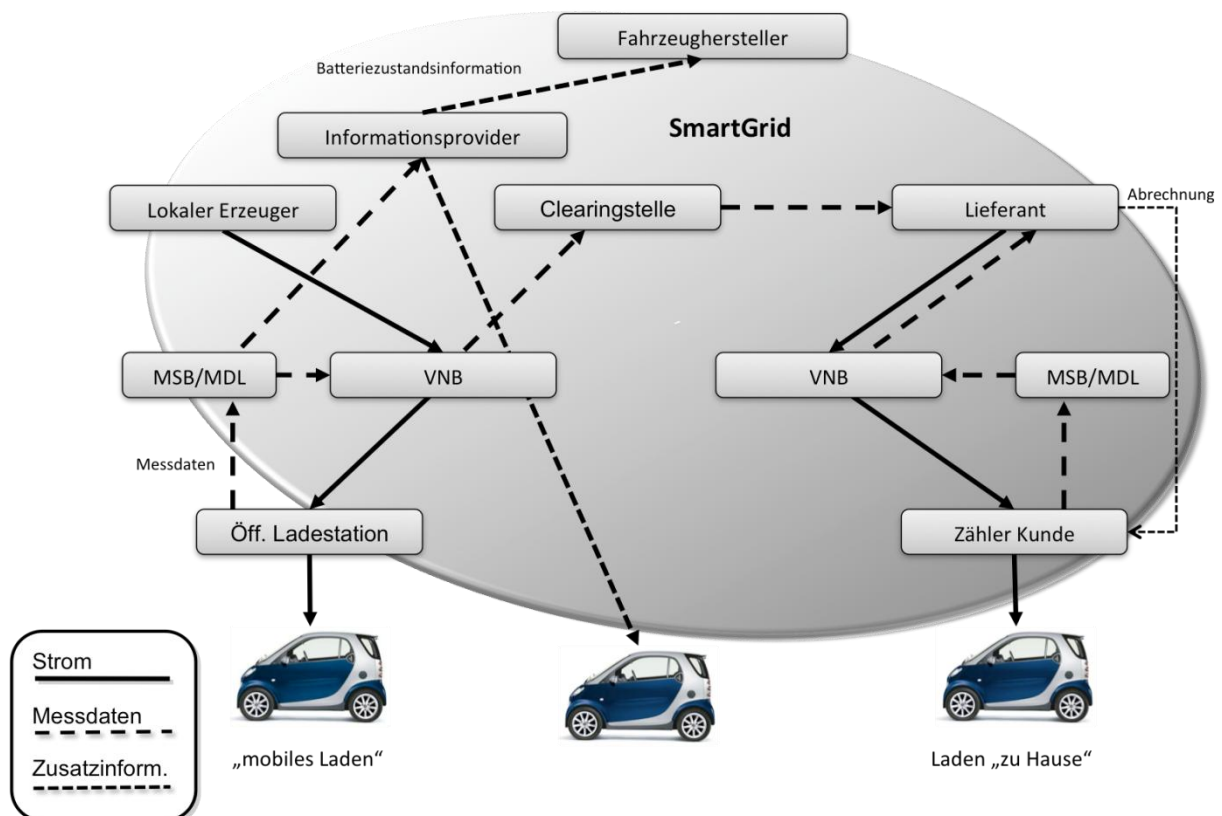 Fahrzeughersteller
Batteriezustandsinformation
Informationsprovider
SmartGrid
Lokaler Erzeuger
Clearingstelle
Lieferant
Abrechnung
MSB/MDL
VNB
VNB
MSB/MDL
Messdaten
Öff. Ladestation
Zähler Kunde
Strom
Messdaten
Zusatzinform.
„mobiles Laden“
Laden „zu Hause“